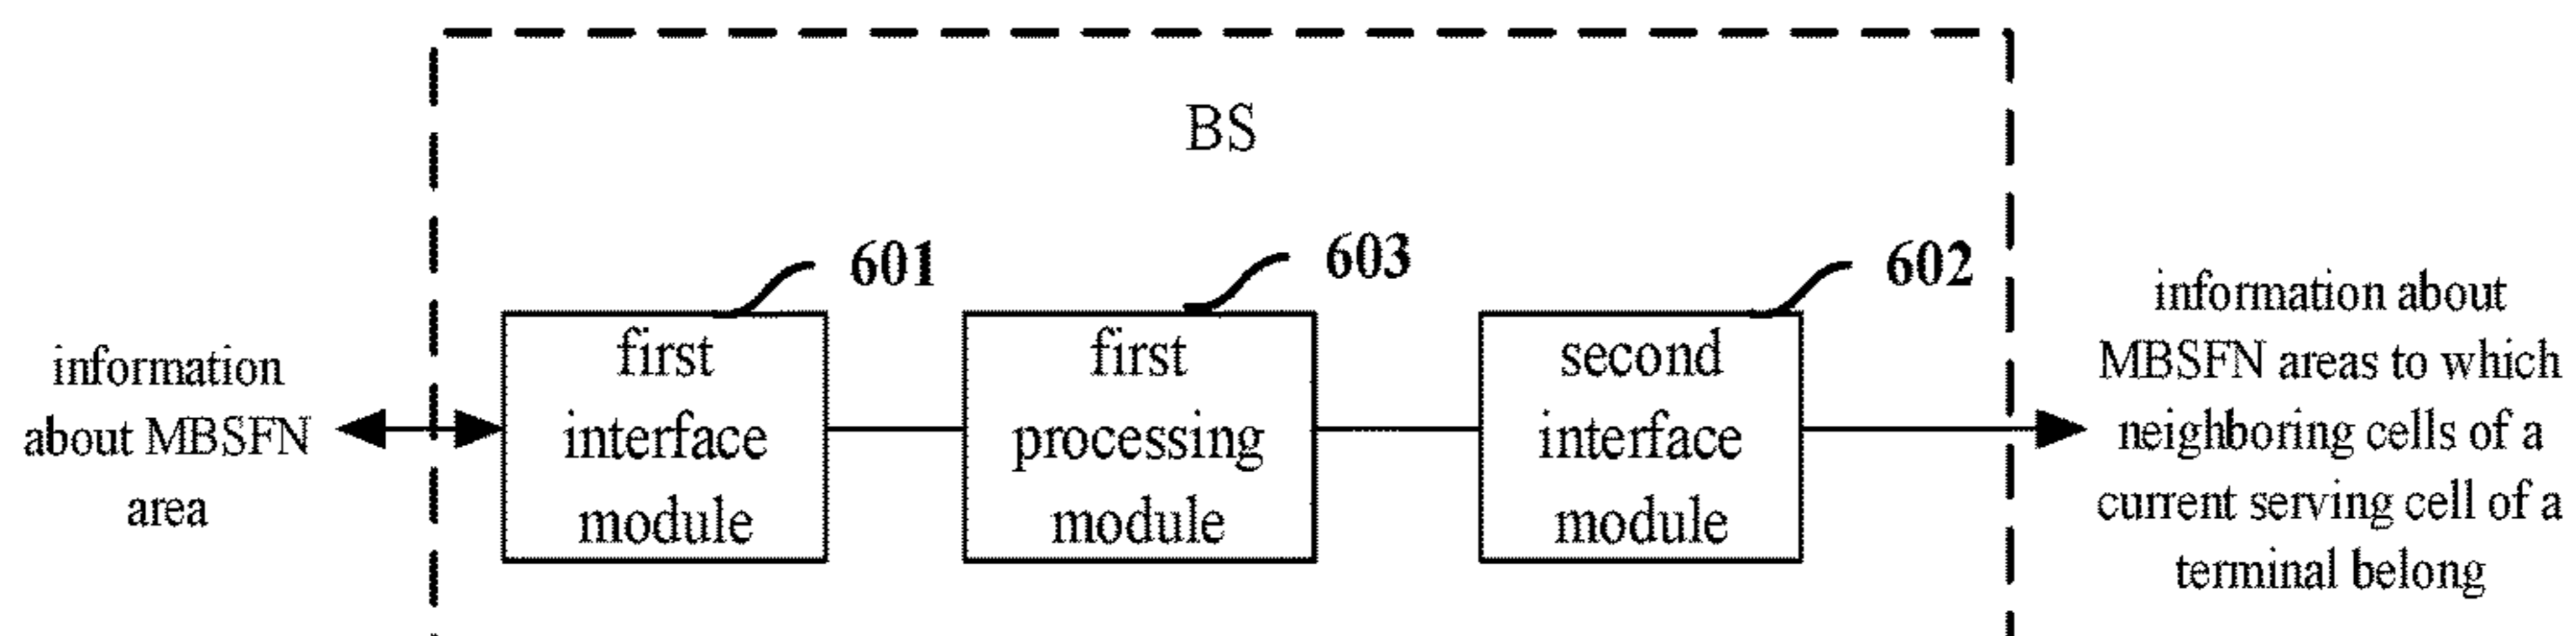 BS
601
603
602
information
about MBSFN
area
first
interface
module
first
processing
module
second
interface
module
information about
MBSFN areas to which
neighboring cells of a
current serving cell of a
terminal belong